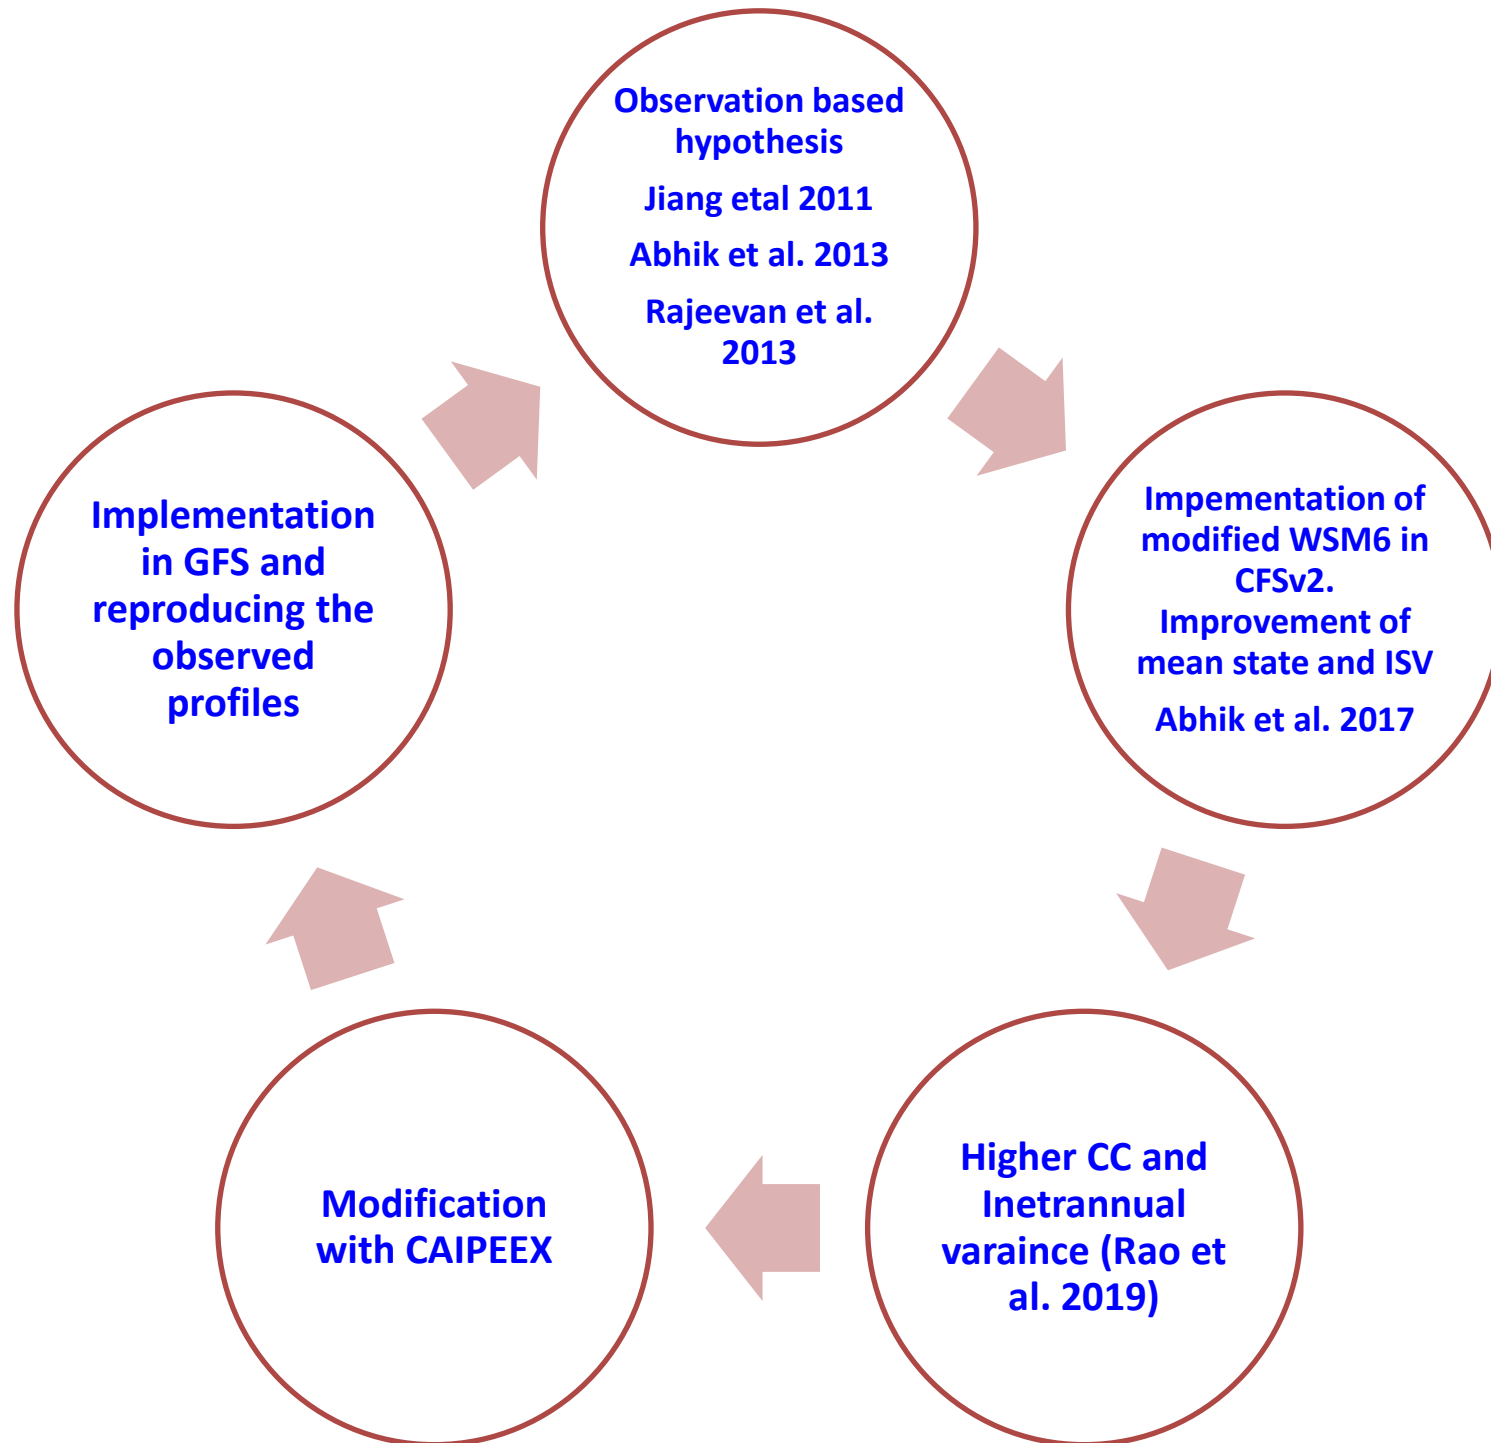 Observation based
hypothesis
Jiang etal 2011
Abhik et al. 2013
Rajeevan et al.
2013
Impementation of
modified WSM6 in
CFSv2.
Improvement of
mean state and ISV
Abhik et al. 2017
Higher CC and
Inetrannual
varaince (Rao et
al. 2019)
Modification
with CAIPEEX
Implementation
in GFS and
reproducing the
observed
profiles